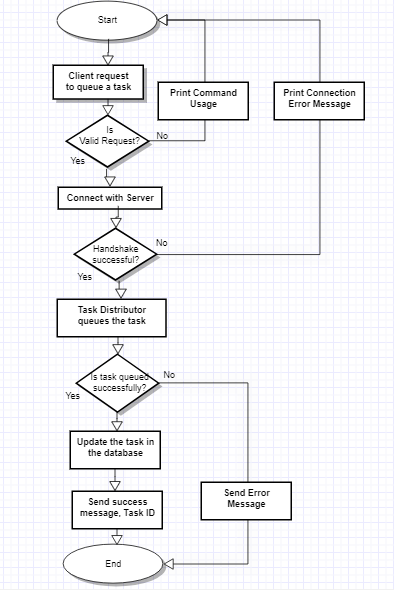 Start
Client request
to queue a task
Print Command
Usage
Print Connection
Error Message
Is
Valid Request?
No
Yes
Connect with Server
Handshake
successful?
No
Yes
Task Distributor
queues the task
Is task queued
successfully?
No
Yes
Update the task in
the database
Send success
message, Task ID
Send Error
Message
End